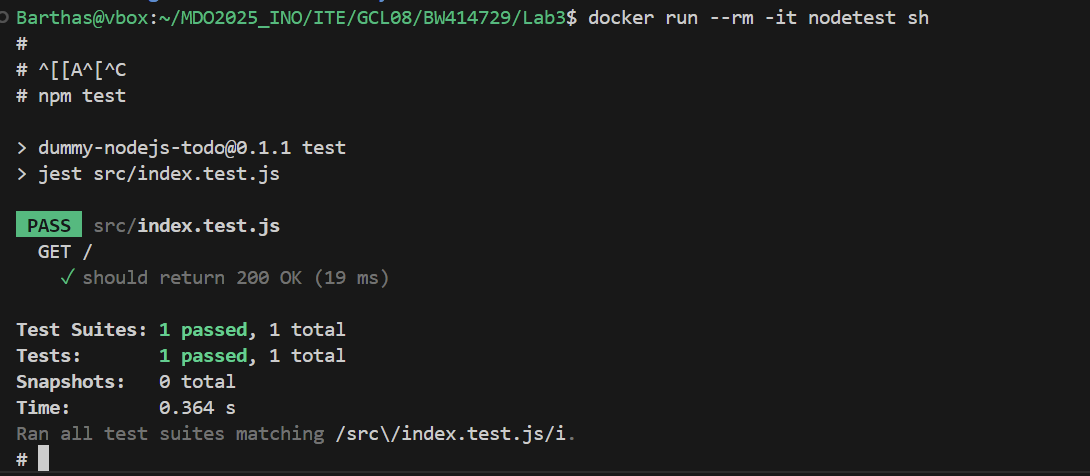 Barthas@vbox:~/MDO2025_INO/ITE/GCL08/BW414729/Lab3$ docker run --rm -it nodetest sh
#
# ^[[A^[^C
# npm test
> dummy-nodejs-todo@0.1.1 test
> jest src/index.test.js
PASS src/index.test.js
GET /
✓ should return 200 OK (19 ms)
Test Suites: 1 passed, 1 total
Tests: 1 passed, 1 total
Snapshots: 0 total
Time: 0.364 s
Ran all test suites matching /src\/index.test.js/i.
#